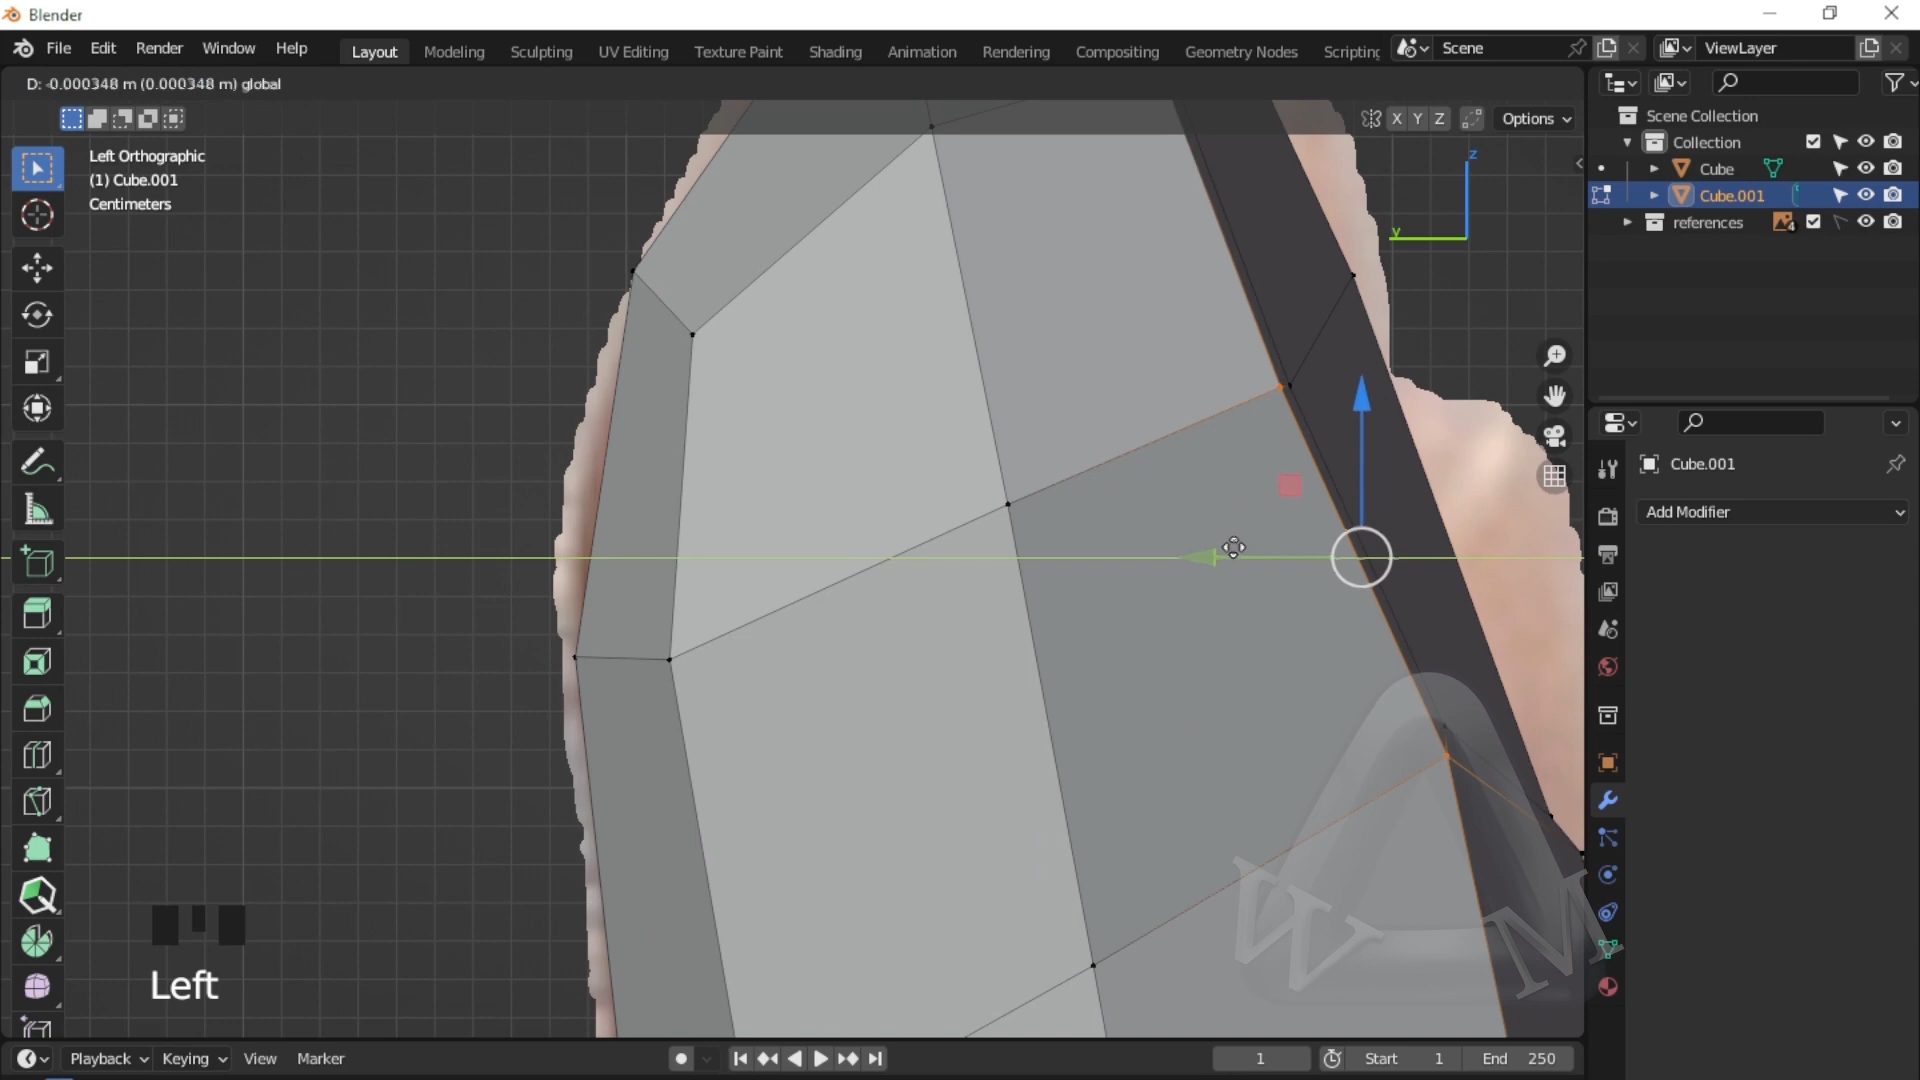 Blender
File Edit Render Window Help Layout Modeling Sculpting UV Editing Texture Paint Shading Animation Rendering Compositing Geometry Nodes Scripting Scene ViewLayer
D: -0.000348 m (0.000348 m) global
X Y Z Options
Left Orthographic
(1) Cube.001
Centimeters
z
y
Scene Collection
Collection
Cube
Cube.001
references 4
Cube.001
Add Modifier
W M
Left
Playback Keying View Marker 1 Start 1 End 250